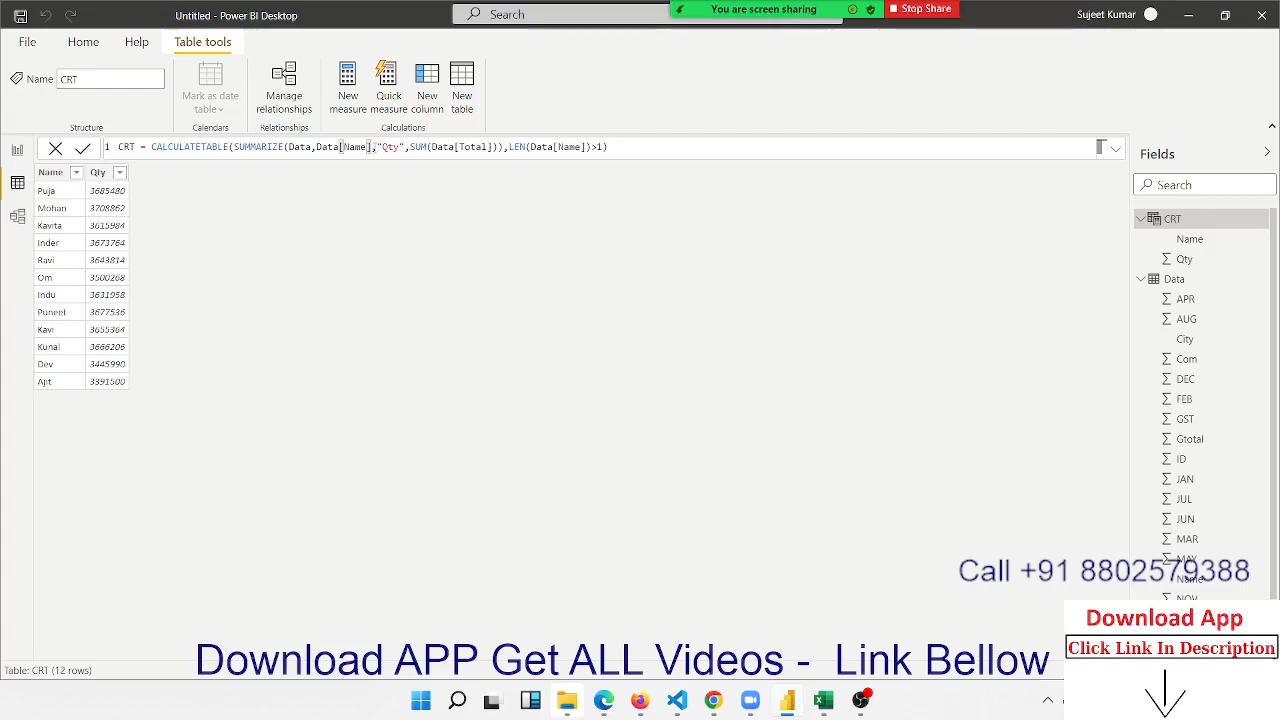 Untitled - Power BI Desktop
Search
You are screen sharing
Stop Share
Sujeet Kumar
File
Home
Help
Table tools
Name
CRT
Mark as date
table
Manage
relationships
New
measure
Quick
measure
New
column
New
table
Structure
Calendars
Relationships
Calculations
1 CRT = CALCULATETABLE(SUMMARIZE(Data,Data[Name],"Qty",SUM(Data[Total])),LEN(Data[Name])>1)
Name Qty
Puja 3685480
Mohan 3708862
Kavita 3615984
Inder 3673764
Ravi 3643814
Om 3500268
Indu 3631958
Puneet 3677536
Kavi 3655364
Kunal 3666206
Dev 3445990
Ajit 3391500
Fields
Search
CRT
Name
Qty
Data
APR
AUG
City
Com
DEC
FEB
GST
Gtotal
ID
JAN
JUL
JUN
MAR
MAY
Name
NOV
Call +91 8802579388
Download App
Click Link In Description
Download APP Get ALL Videos - Link Bellow
Table: CRT (12 rows)